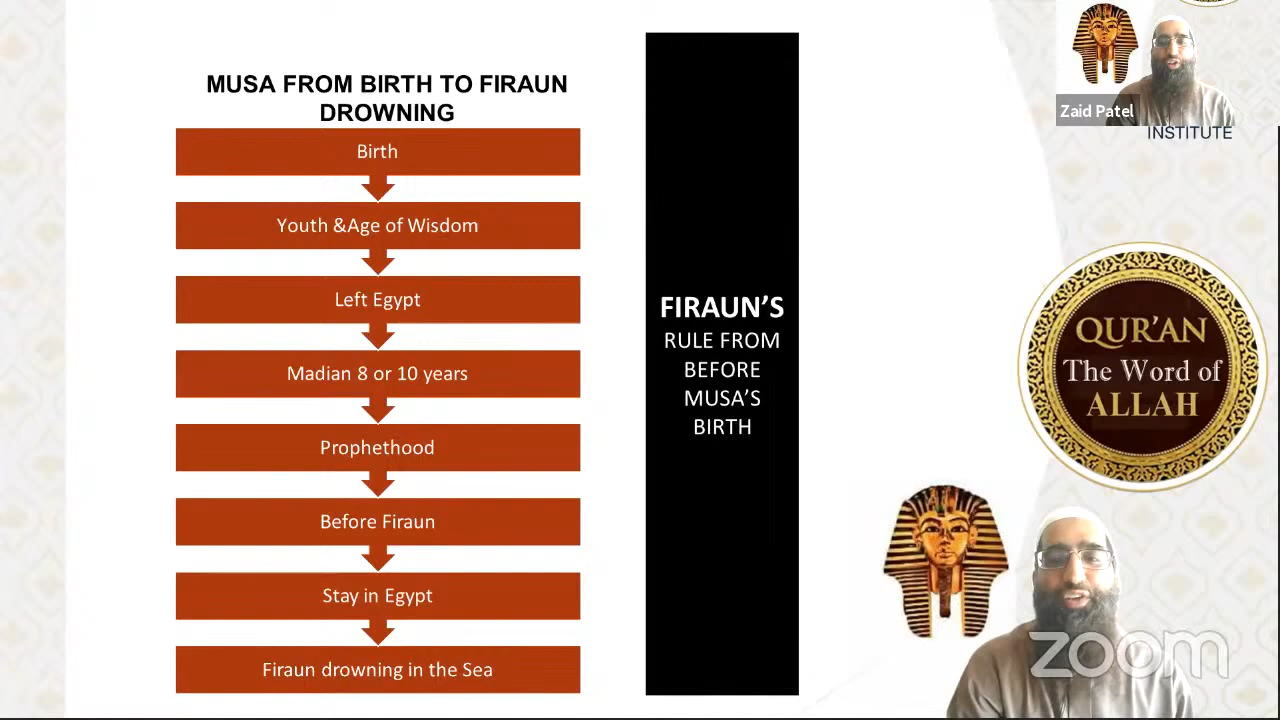 MUSA FROM BIRTH TO FIRAUN
DROWNING
Birth
Youth &Age of Wisdom
Left Egypt
Madian 8 or 10 years
Prophethood
Before Firaun
Stay in Egypt
Firaun drowning in the Sea
FIRAUN’S
RULE FROM
BEFORE
MUSA’S
BIRTH
Zaid Patel
INSTITUTE
QUR’AN
The Word of
ALLAH
zoom